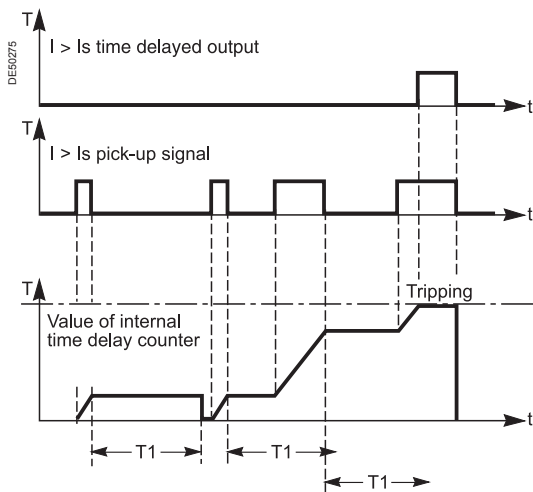 T
I > Is time delayed output
DE50275
t
T
I > Is pick-up signal
t
T
Tripping
Value of internal
time delay counter
t
T1
T1
T1